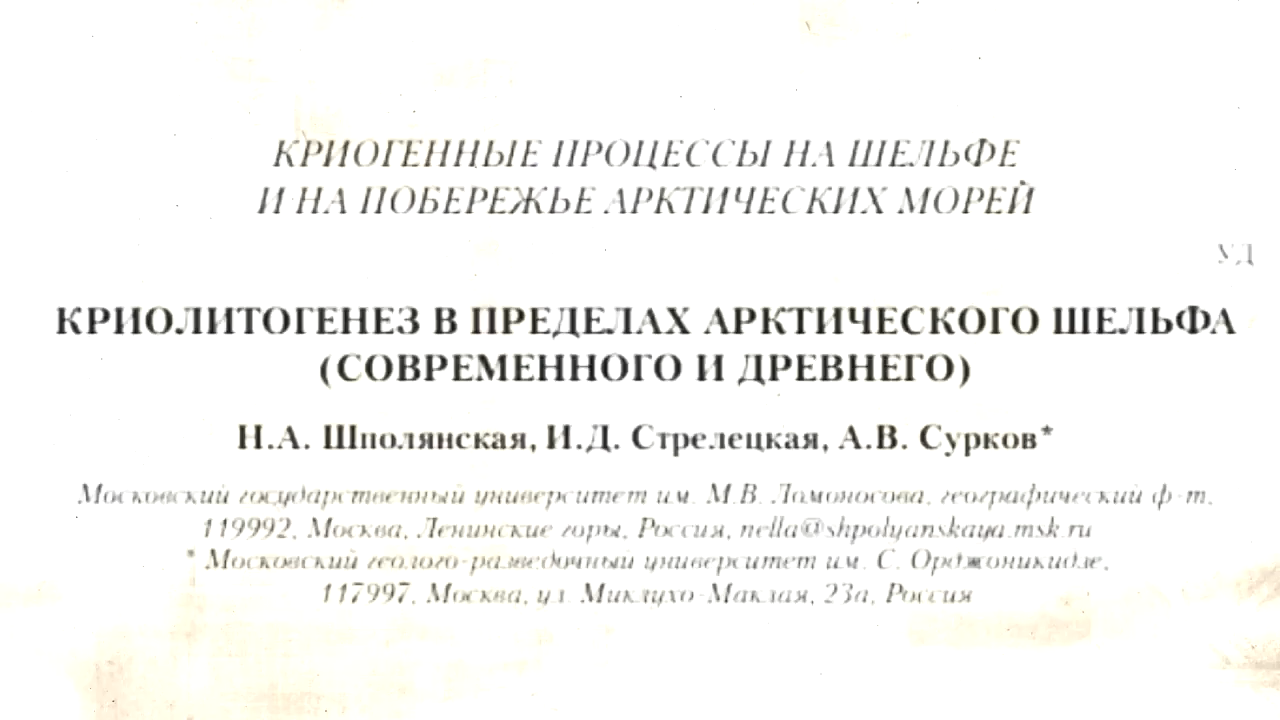 КРИОГЕННЫЕ ПРОЦЕССЫ НА ШЕЛЬФЕ
И НА ПОБЕРЕЖЬЕ АРКТИЧЕСКИХ МОРЕЙ
УД
КРИОЛИТОГЕНЕЗ В ПРЕДЕЛАХ АРКТИЧЕСКОГО ШЕЛЬФА
(СОВРЕМЕННОГО И ДРЕВНЕГО)
Н.А. Шполянская, И.Д. Стрелецкая, А.В. Сурков*
Московский государственный университет им. М.В. Ломоносова, географический ф-т,
119992, Москва, Ленинские горы, Россия, nella@shpolyanskaya.msk.ru
* Московский геолого-разведочный университет им. С. Орджоникидзе,
117997, Москва, ул. Миклухо-Маклая, 23а, Россия